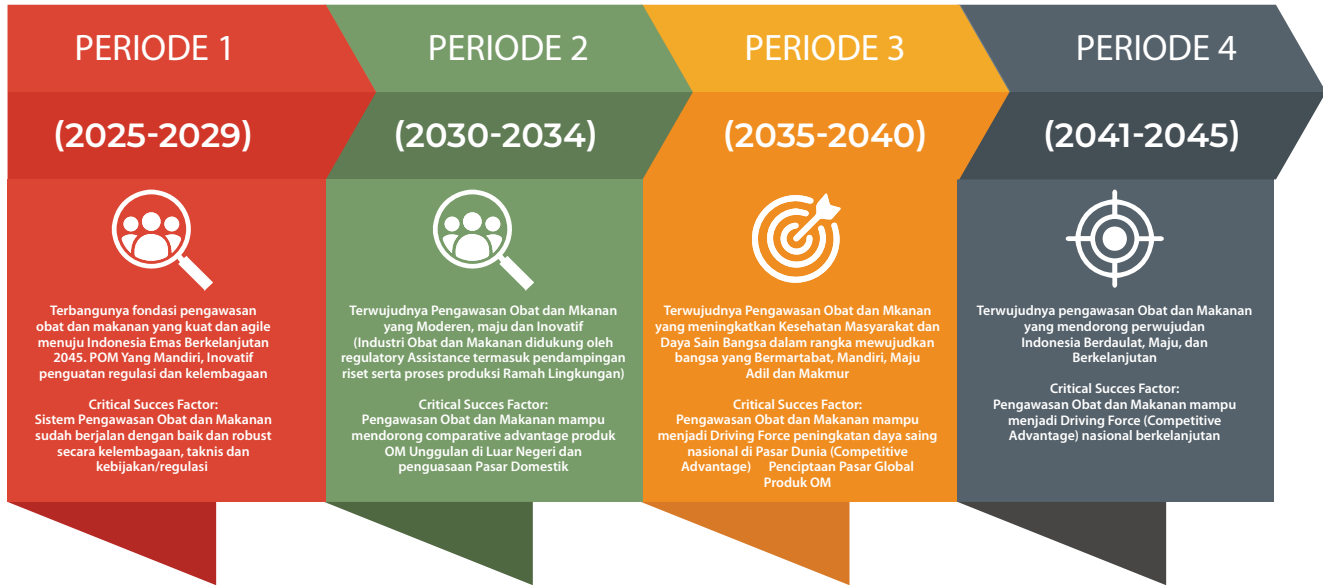 PERIODE 1
(2025-2029)
Terbangunya fondasi pengawasan
obat dan makanan yang kuat dan agile
menuju Indonesia Emas Berkelanjutan
2045. POM Yang Mandiri, Inovatif
penguatan regulasi dan kelembagaan
Critical Succes Factor:
Sistem Pengawasan Obat dan Makanan
sudah berjalan dengan baik dan robust
secara kelembagaan, taknis dan
kebijakan/regulasi
PERIODE 2
(2030-2034)
Terwujudnya Pengawasan Obat dan Mkanan
yang Moderen, maju dan Inovatif
(Industri Obat dan Makanan didukung oleh
regulatory Assistance termasuk pendampingan
riset serta proses produksi Ramah Lingkungan)
Critical Succes Factor:
Pengawasan Obat dan Makanan mampu
mendorong comparative advantage produk
OM Unggulan di Luar Negeri dan
penguasaan Pasar Domestik
PERIODE 3
(2035-2040)
Terwujudnya Pengawasan Obat dan Mkanan
yang meningkatkan Kesehatan Masyarakat dan
Daya Sain Bangsa dalam rangka mewujudkan
bangsa yang Bermartabat, Mandiri, Maju
Adil dan Makmur
Critical Succes Factor:
Pengawasan Obat dan Makanan mampu
menjadi Driving Force peningkatan daya saing
nasional di Pasar Dunia (Competitive
Advantage) Penciptaan Pasar Global
Produk OM
PERIODE 4
(2041-2045)
Terwujudnya pengawasan Obat dan Makanan
yang mendorong perwujudan
Indonesia Berdaulat, Maju, dan
Berkelanjutan
Critical Succes Factor:
Pengawasan Obat dan Makanan mampu
menjadi Driving Force (Competitive
Advantage) nasional berkelanjutan